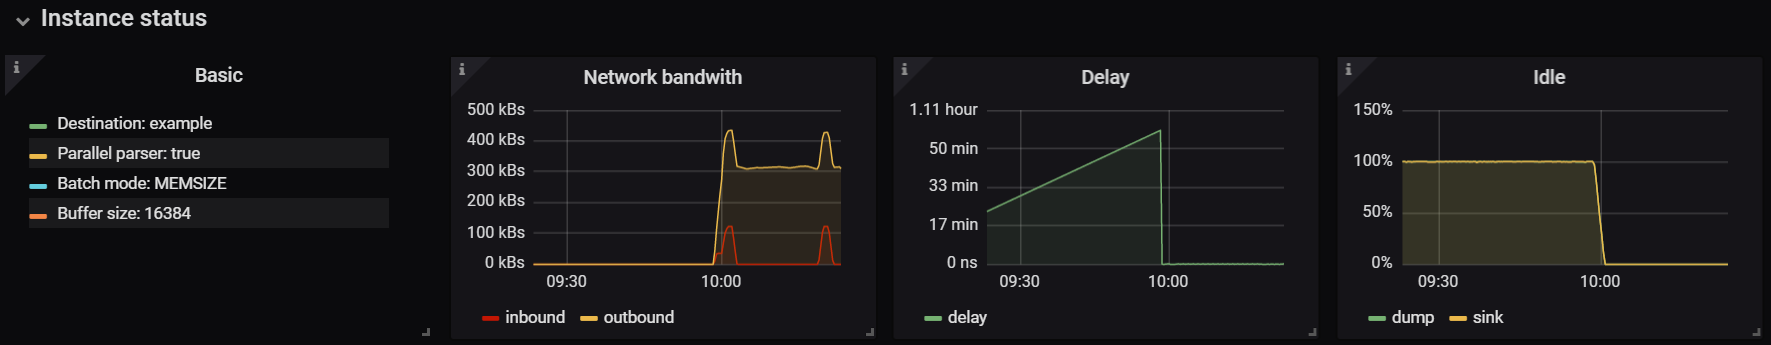 Instance status
Basic
Destination: example
Parallel parser: true
Batch mode: MEMSIZE
Buffer size: 16384
Network bandwith
500 kBs
400 kBs
300 kBs
200 kBs
100 kBs
0 kBs
09:30 10:00
inbound outbound
Delay
1.11 hour
50 min
33 min
17 min
0 ns
09:30 10:00
delay
Idle
150%
100%
50%
0%
09:30 10:00
dump sink